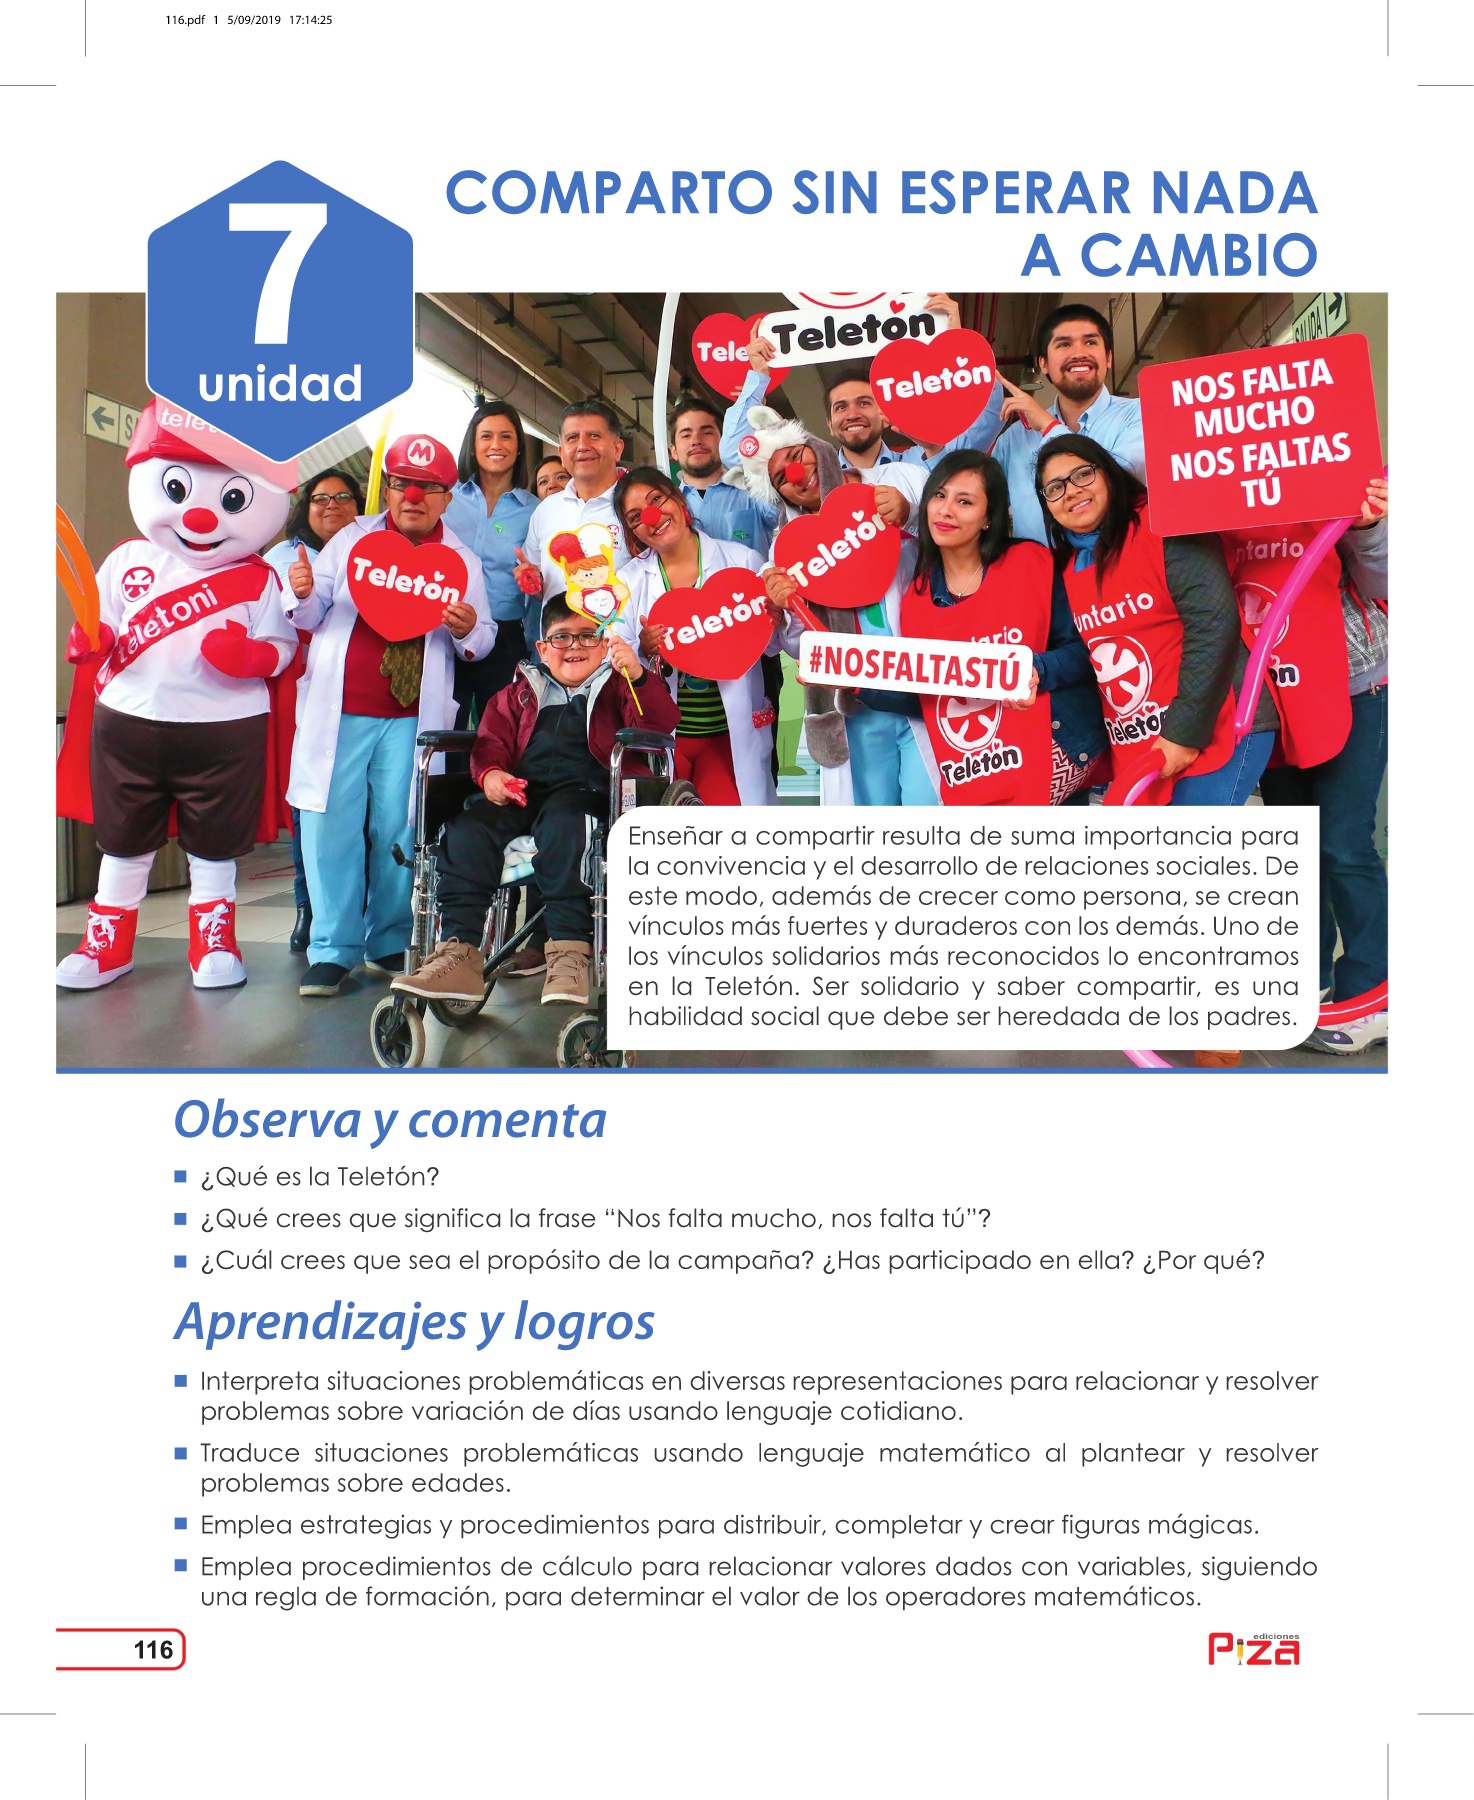 116.pdf 1 5/09/2019 17:14:25
7
unidad
COMPARTO SIN ESPERAR NADA
A CAMBIO
Teletón
Teletón
NOS FALTA
MUCHO
NOS FALTAS
TÚ
SALIDA
M
Teletón
Teletón
Teletón
teletoni
#NOSFALTASTÚ
Teletón
Enseñar a compartir resulta de suma importancia para
la convivencia y el desarrollo de relaciones sociales. De
este modo, además de crecer como persona, se crean
vínculos más fuertes y duraderos con los demás. Uno de
los vínculos solidarios más reconocidos lo encontramos
en la Teletón. Ser solidario y saber compartir, es una
habilidad social que debe ser heredada de los padres.
Observa y comenta
¿Qué es la Teletón?
¿Qué crees que significa la frase “Nos falta mucho, nos falta tú”?
¿Cuál crees que sea el propósito de la campaña? ¿Has participado en ella? ¿Por qué?
Aprendizajes y logros
Interpreta situaciones problemáticas en diversas representaciones para relacionar y resolver
problemas sobre variación de días usando lenguaje cotidiano.
Traduce situaciones problemáticas usando lenguaje matemático al plantear y resolver
problemas sobre edades.
Emplea estrategias y procedimientos para distribuir, completar y crear figuras mágicas.
Emplea procedimientos de cálculo para relacionar valores dados con variables, siguiendo
una regla de formación, para determinar el valor de los operadores matemáticos.
116
ediciones
Piza